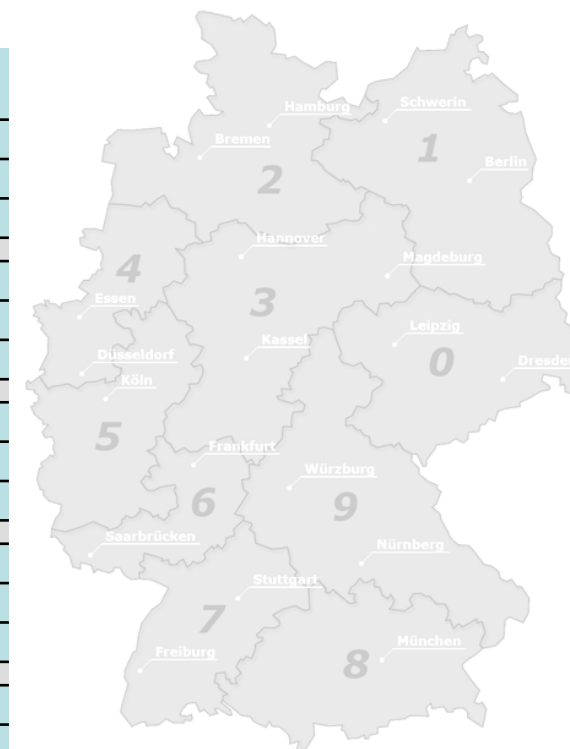 Hamburg
Schwerin
Bremen
1
Berlin
2
Hannover
Magdeburg
4
3
Essen
Leipzig
Kassel
Düsseldorf
0
Dresden
Köln
5
Frankfurt
Würzburg
6
9
Saarbrücken
Nürnberg
Stuttgart
7
München
Freiburg
8